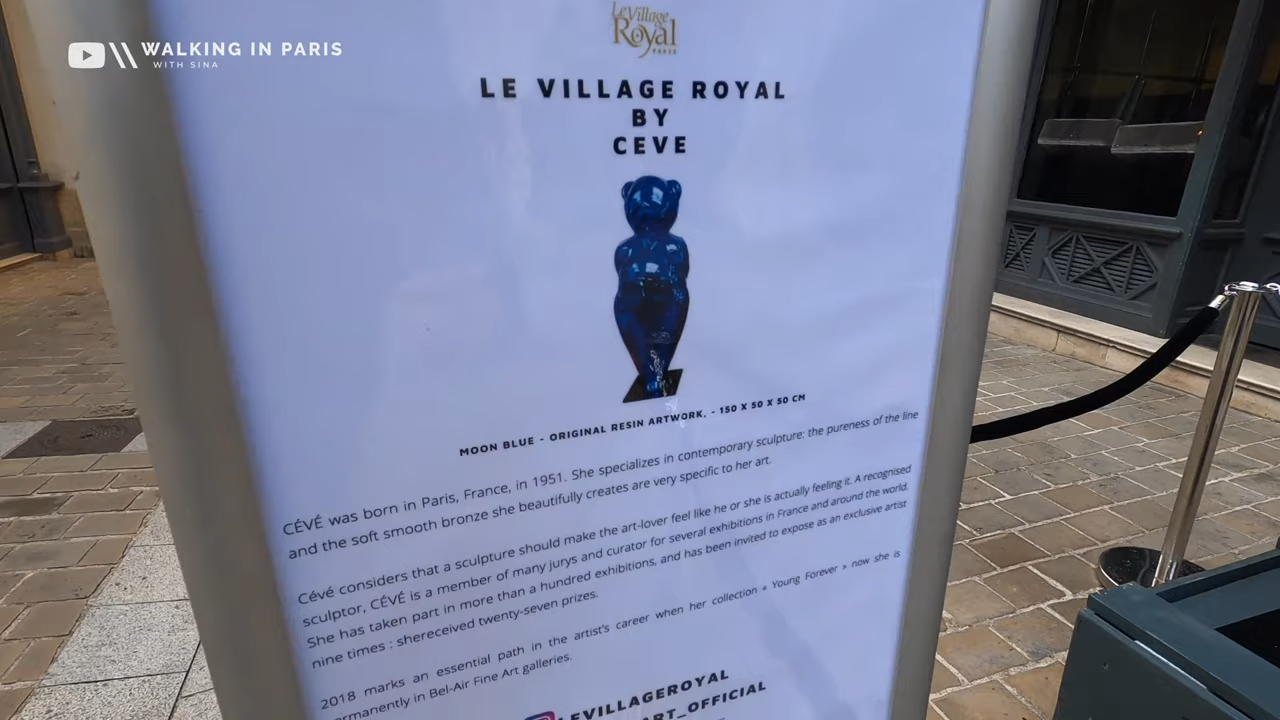 WALKING IN PARIS
WITH SINA
Le Village
Royal
PARIS
LE VILLAGE ROYAL
BY
CEVE
MOON BLUE - ORIGINAL RESIN ARTWORK. - 150 X 50 X 50 CM
CÉVÉ was born in Paris, France, in 1951. She specializes in contemporary sculpture: the pureness of the line
and the soft smooth bronze she beautifully creates are very specific to her art.
Cévé considers that a sculpture should make the art-lover feel like he or she is actually feeling it. A recognised
sculptor, CÉVÉ is a member of many jurys and curator for several exhibitions in France and around the world.
She has taken part in more than a hundred exhibitions, and has been invited to expose as an exclusive artist
nine times : shereceived twenty-seven prizes.
2018 marks an essential path in the artist's career when her collection « Young Forever » now she is
ermanently in Bel-Air Fine Art galleries.
LEVILLAGEROYAL
ART_OFFICIAL